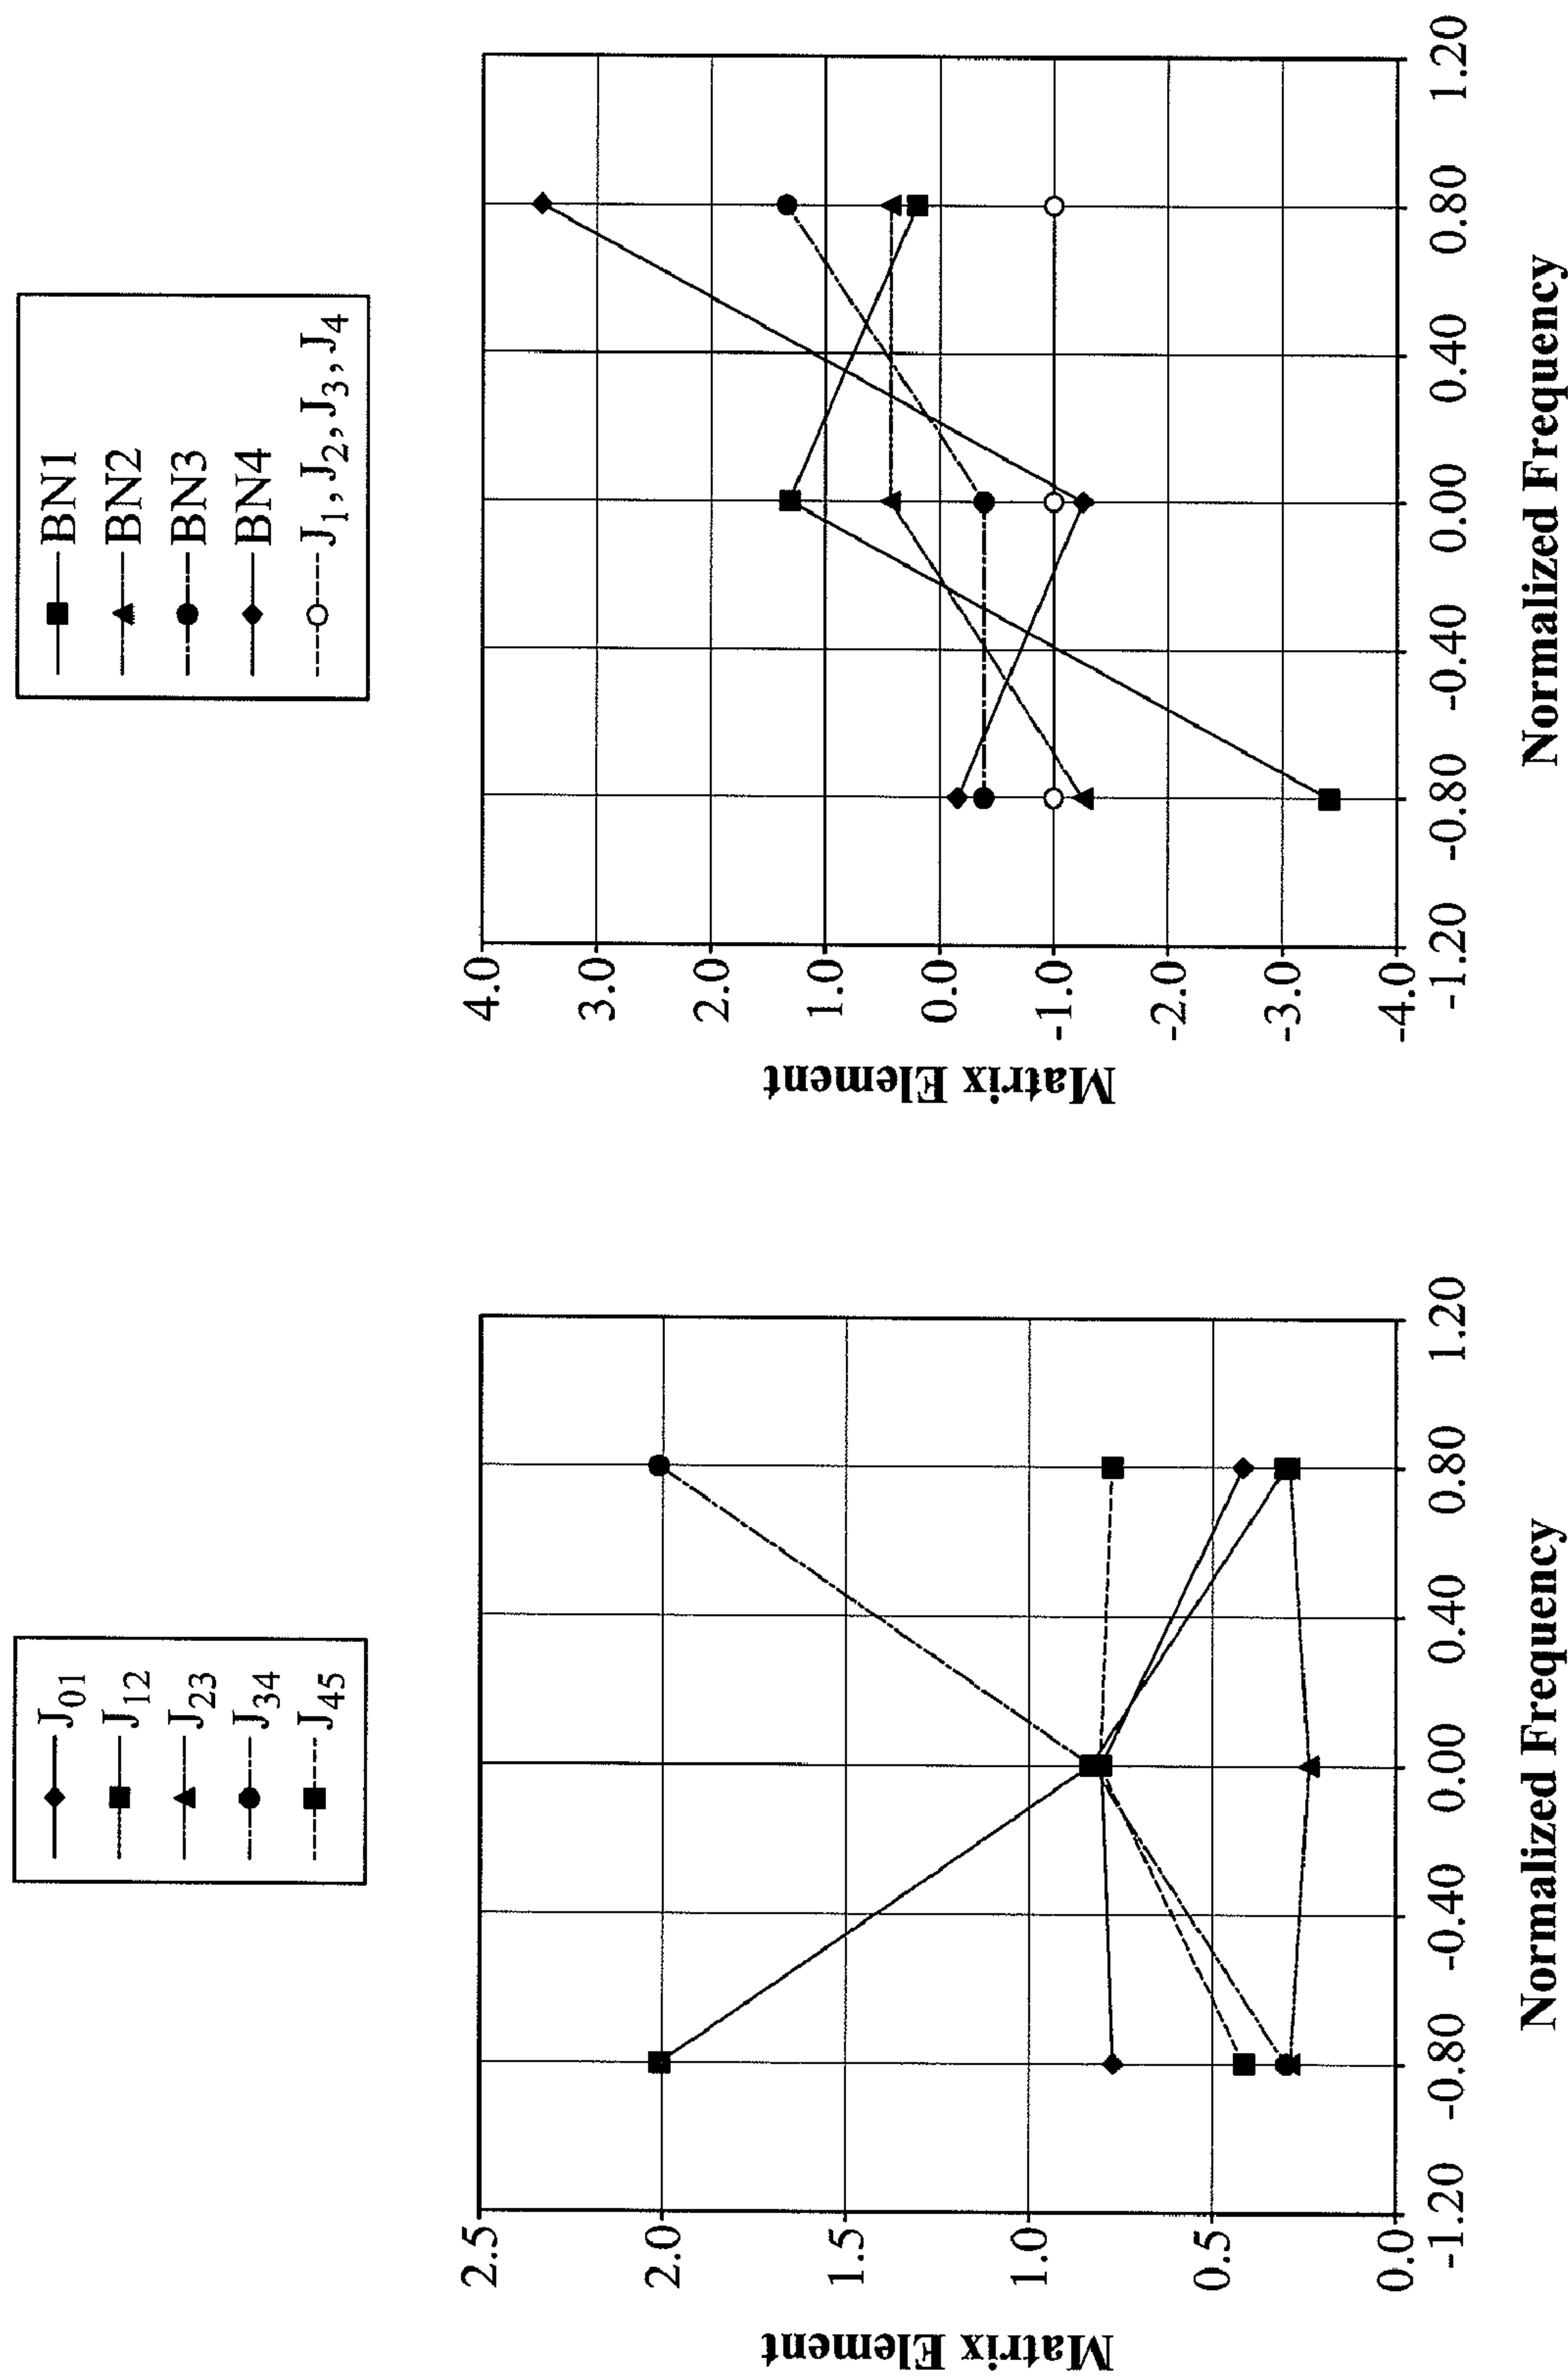 J01
J12
J23
J34
J45
Matrix Element
2.5
2.0
1.5
1.0
0.5
0.0
-1.20 -0.80 -0.40 0.00 0.40 0.80 1.20
Normalized Frequency
BN1
BN2
BN3
BN4
J1, J2, J3, J4
Matrix Element
4.0
3.0
2.0
1.0
0.0
-1.0
-2.0
-3.0
-4.0
-1.20 -0.80 -0.40 0.00 0.40 0.80 1.20
Normalized Frequency